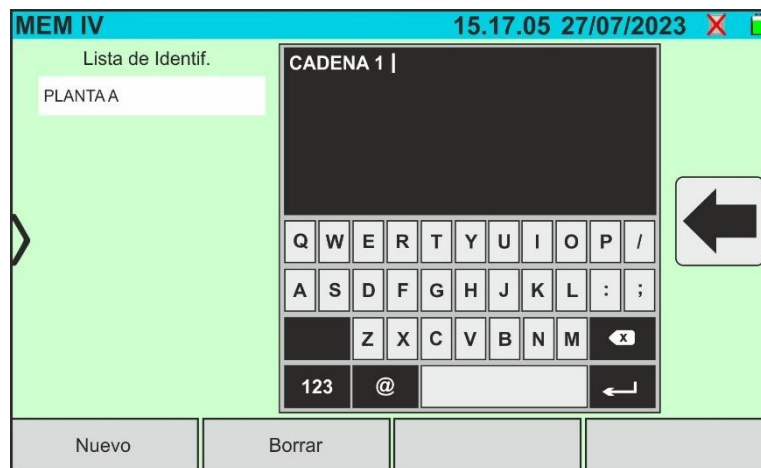 MEM IV 15.17.05 27/07/2023
Lista de Identif.
PLANTA A
CADENA 1
Q W E R T Y U I O P /
A S D F G H J K L : ;
Z X C V B N M x
123 @
Nuevo Borrar